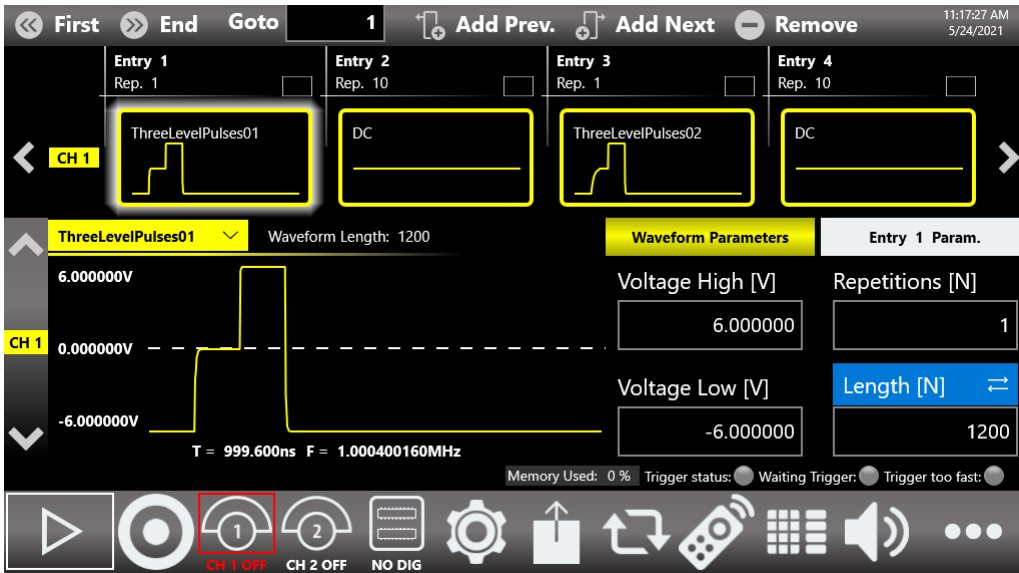 First End Goto 1 Add Prev. Add Next Remove 11:17:27 AM
5/24/2021
Entry 1 Entry 2 Entry 3 Entry 4
Rep. 1 Rep. 10 Rep. 1 Rep. 10
ThreeLevelPulses01 DC ThreeLevelPulses02 DC
CH 1
ThreeLevelPulses01 Waveform Length: 1200 Waveform Parameters Entry 1 Param.
6.000000V Voltage High [V] Repetitions [N]
6.000000 1
CH 1 0.000000V
Voltage Low [V] Length [N]
-6.000000V -6.000000 1200
T = 999.600ns F = 1.000400160MHz
Memory Used: 0 % Trigger status: Waiting Trigger: Trigger too fast:
1 2
CH 1 OFF CH 2 OFF NO DIG